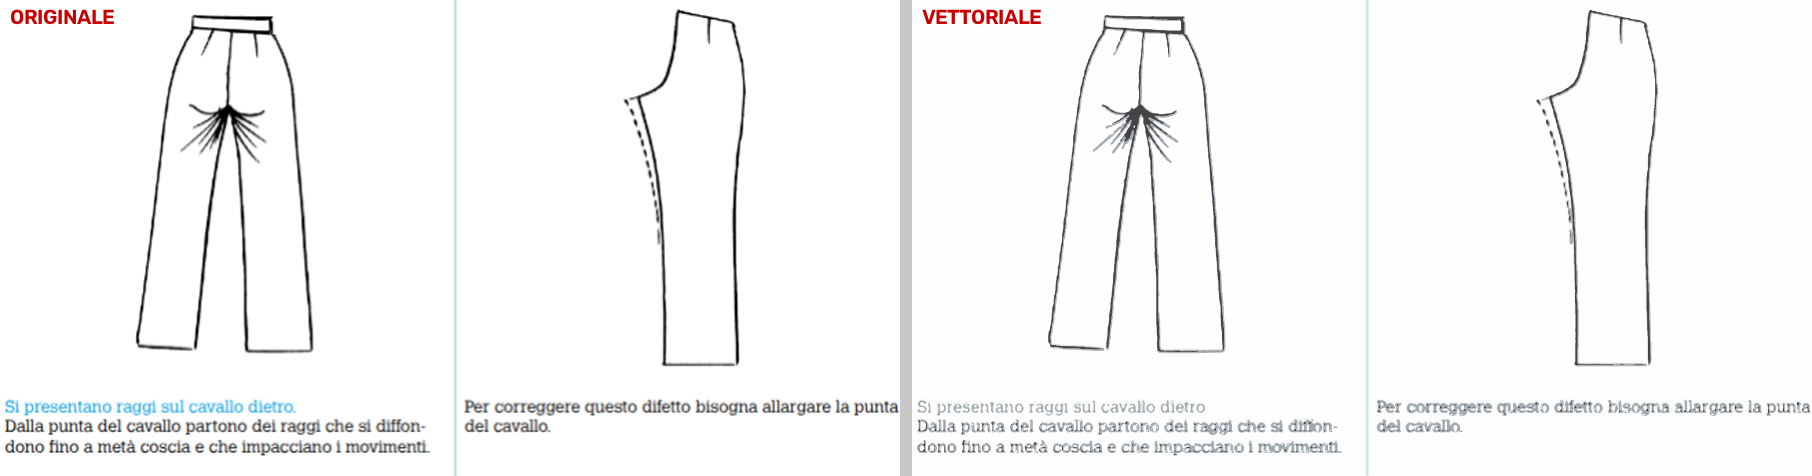 ORIGINALE
Si presentano raggi sul cavallo dietro.
Dalla punta del cavallo partono dei raggi che si diffon-
dono fino a metà coscia e che impacciano i movimenti.
Per correggere questo difetto bisogna allargare la punta
del cavallo.
VETTORIALE
Si presentano raggi sul cavallo dietro
Dalla punta del cavallo partono dei raggi che si diffon-
dono fino a metà coscia e che impacciano i movimenti.
Per correggere questo difetto bisogna allargare la punta
del cavallo.